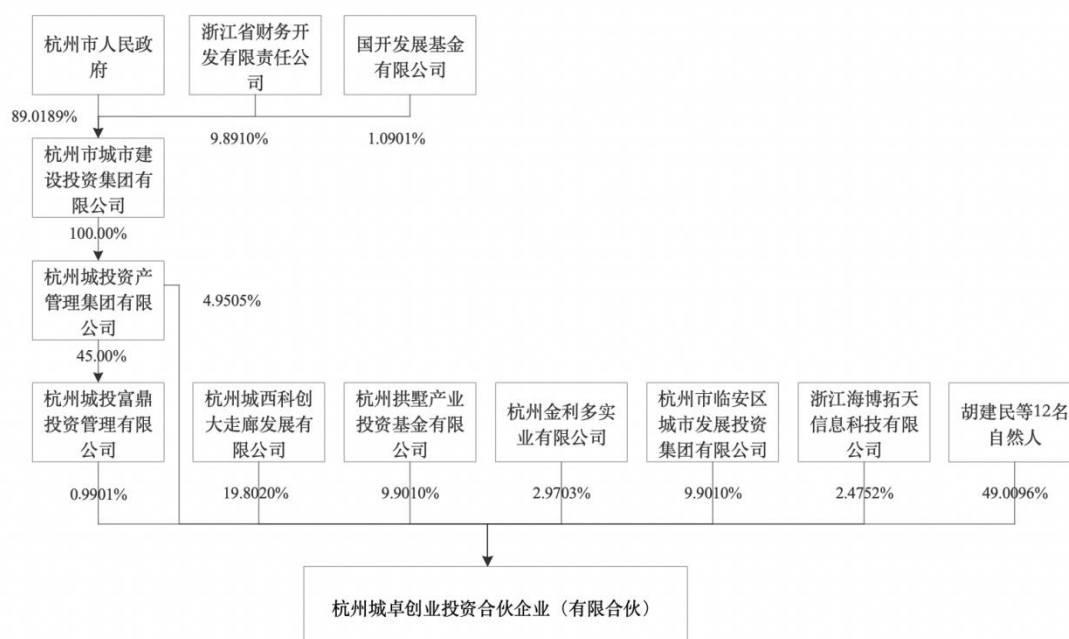 杭州市人民政
府
浙江省财务开
发有限责任公
司
国开发展基金
有限公司
89.0189%
9.8910%
1.0901%
杭州市城市建
设投资集团有
限公司
100.00%
杭州城投资产
管理集团有限
公司
4.9505%
45.00%
杭州城投富鼎
投资管理有限
公司
杭州城西科创
大走廊发展有
限公司
杭州拱墅产业
投资基金有限
公司
杭州金利多实
业有限公司
杭州市临安区
城市发展投资
集团有限公司
浙江海博拓天
信息科技有限
公司
胡建民等12名
自然人
0.9901%
19.8020%
9.9010%
2.9703%
9.9010%
2.4752%
49.0096%
杭州城卓创业投资合伙企业（有限合伙）